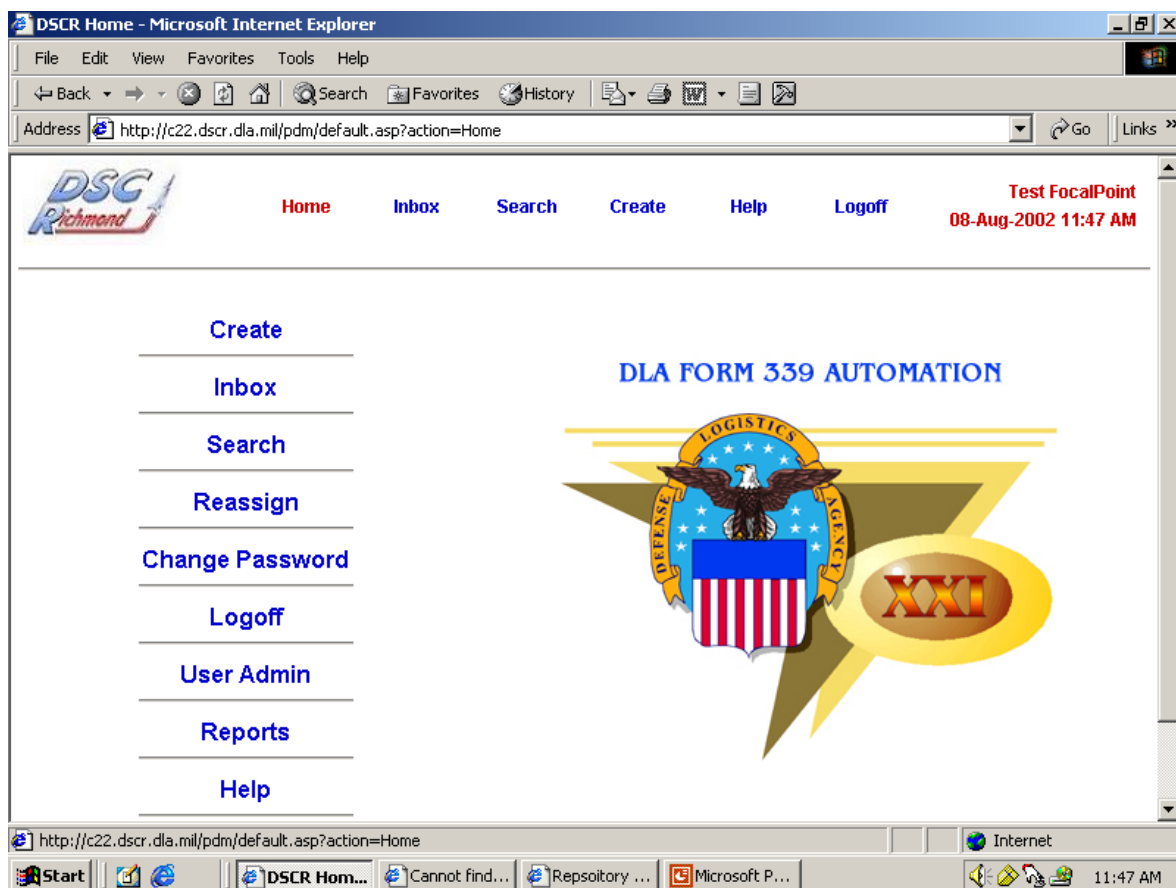 DSCR Home - Microsoft Internet Explorer
File Edit View Favorites Tools Help
Back Search Favorites History
Address http://c22.dscr.dla.mil/pdm/default.asp?action=Home Go Links »
DSC
Richmond
Home Inbox Search Create Help Logoff
Test FocalPoint
08-Aug-2002 11:47 AM
Create
Inbox
Search
Reassign
Change Password
Logoff
User Admin
Reports
Help
DLA FORM 339 AUTOMATION
DEFENSE LOGISTICS AGENCY
XXI
http://c22.dscr.dla.mil/pdm/default.asp?action=Home Internet
Start DSCR Hom... Cannot find... Repsoitory ... Microsoft P... 11:47 AM